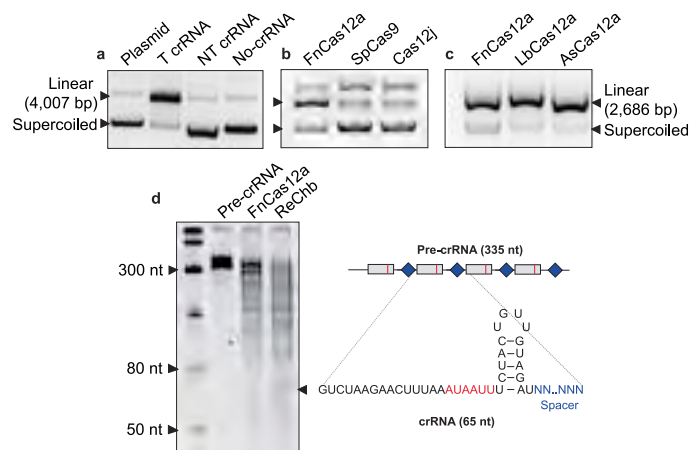 a
Plasmid
T crRNA
NT crRNA
No-crRNA
Linear
(4,007 bp)
Supercoiled
b
FnCas12a
SpCas9
Cas12j
c
FnCas12a
LbCas12a
AsCas12a
Linear
(2,686 bp)
Supercoiled
d
Pre-crRNA
FnCas12a
ReChb
300 nt
80 nt
50 nt
Pre-crRNA (335 nt)
G U
U U
C–G
A–U
U–A
C–G
GUCUAAGAACUUUAAAUAAUUU–AUNN..NNN
Spacer
crRNA (65 nt)